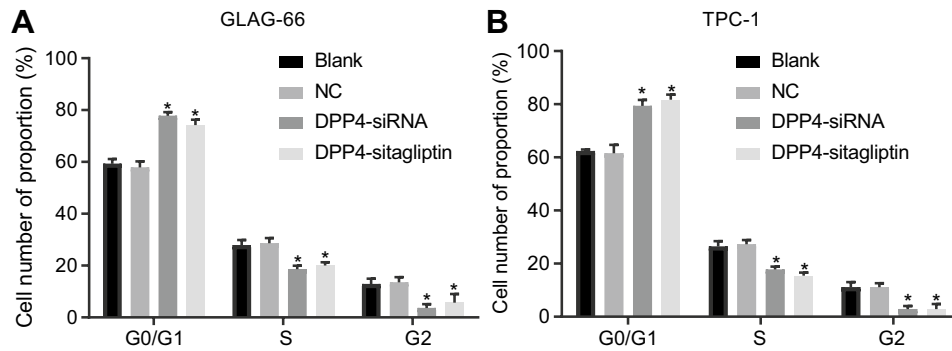 A
GLAG-66
Cell number of proportion (%)
100
80
60
40
20
0
Blank
NC
DPP4-siRNA
DPP4-sitagliptin
* *
* *
* *
G0/G1 S G2
B
TPC-1
Cell number of proportion (%)
100
80
60
40
20
0
Blank
NC
DPP4-siRNA
DPP4-sitagliptin
* *
* *
* *
G0/G1 S G2